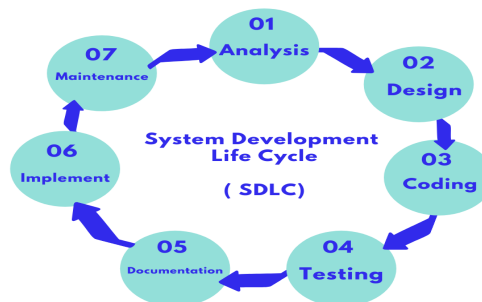 01
Analysis
02
Design
03
Coding
04
Testing
05
Documentation
06
Implement
07
Maintenance
System Development
Life Cycle
( SDLC)